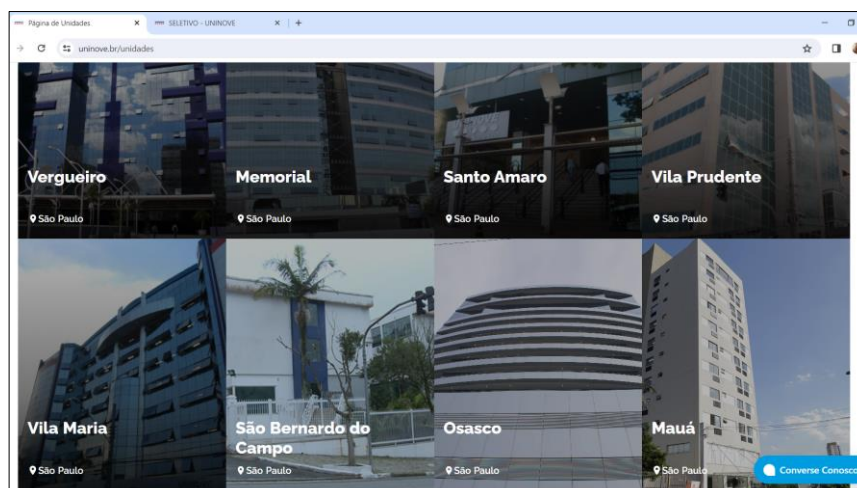 Página de Unidades
SELETIVO - UNINOVE
uninove.br/unidades
Vergueiro
São Paulo
Memorial
São Paulo
Santo Amaro
São Paulo
Vila Prudente
São Paulo
Vila Maria
São Paulo
São Bernardo do
Campo
São Paulo
Osasco
São Paulo
Mauá
São Paulo
Converse Conosco